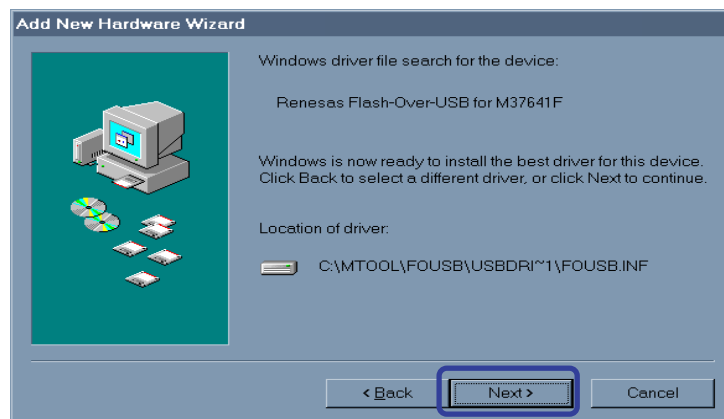 Add New Hardware Wizard
Windows driver file search for the device:
Renesas Flash-Over-USB for M37641F
Windows is now ready to install the best driver for this device.
Click Back to select a different driver, or click Next to continue.
Location of driver:
C:\MTOOL\FOUSB\USBDRI~1\FOUSB.INF
< Back
Next >
Cancel